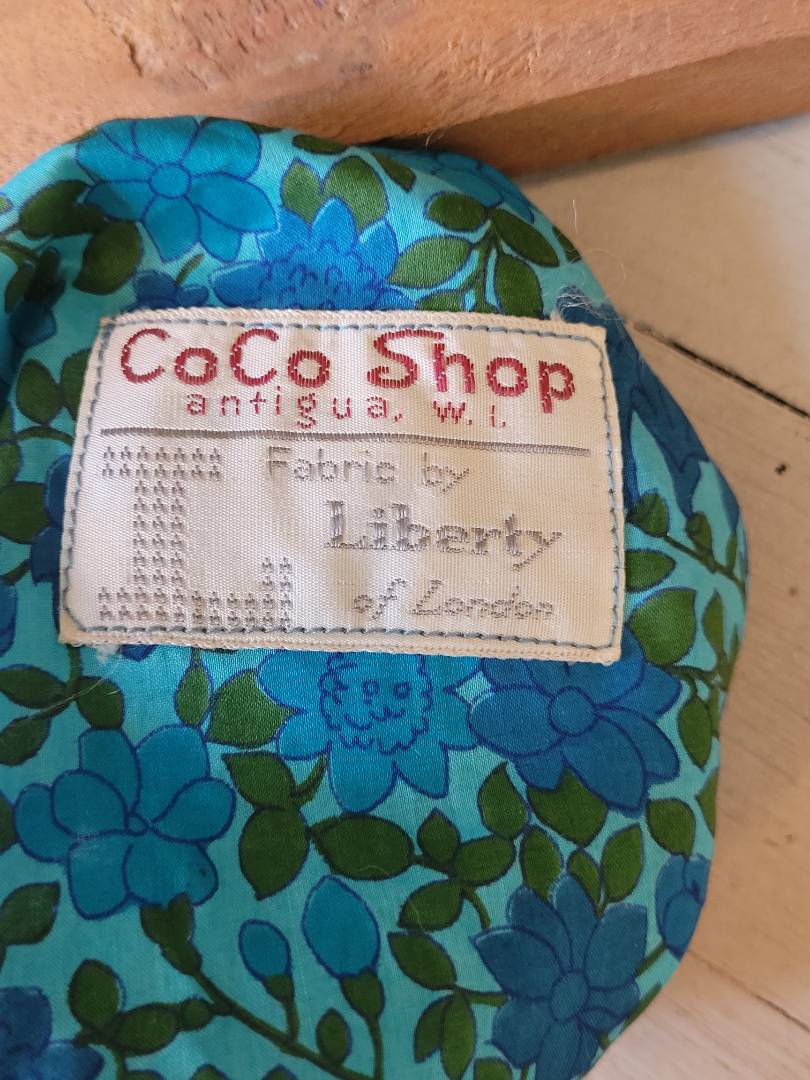 CoCo Shop
antigua, W.I.
Fabric by
Liberty
of London
L